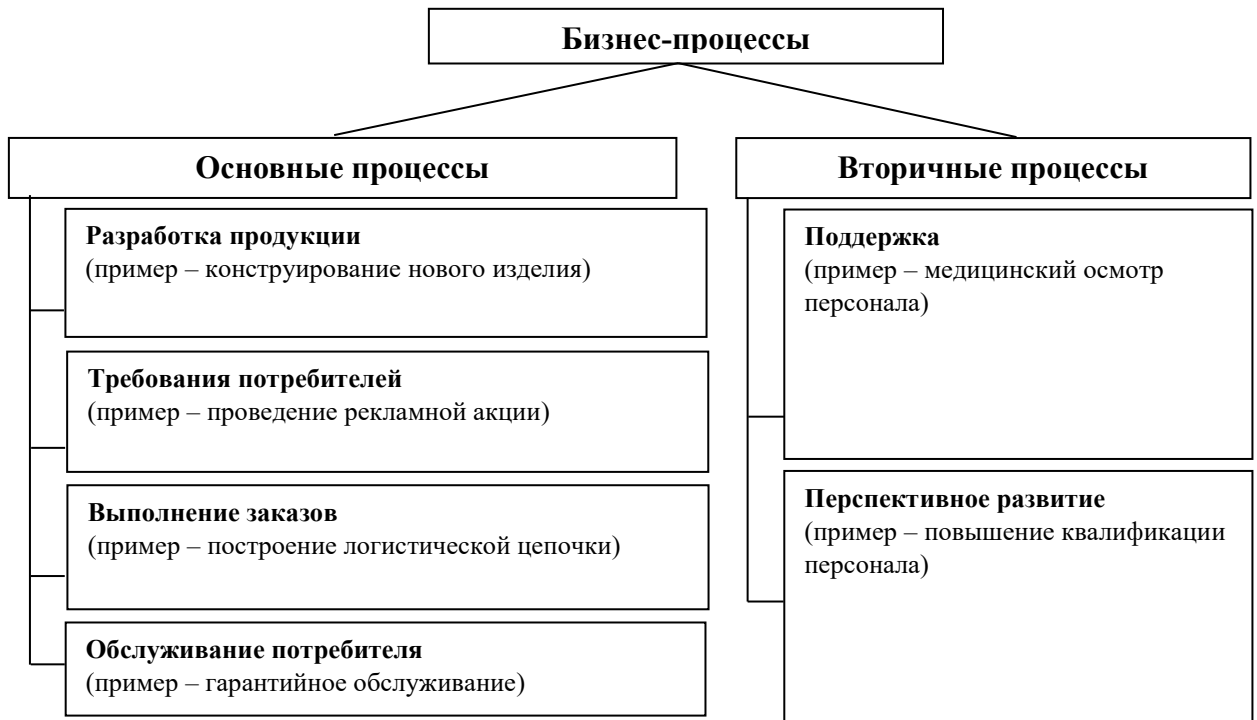 Бизнес-процессы
Основные процессы
Разработка продукции
(пример – конструирование нового изделия)
Требования потребителей
(пример – проведение рекламной акции)
Выполнение заказов
(пример – построение логистической цепочки)
Обслуживание потребителя
(пример – гарантийное обслуживание)
Вторичные процессы
Поддержка
(пример – медицинский осмотр
персонала)
Перспективное развитие
(пример – повышение квалификации
персонала)